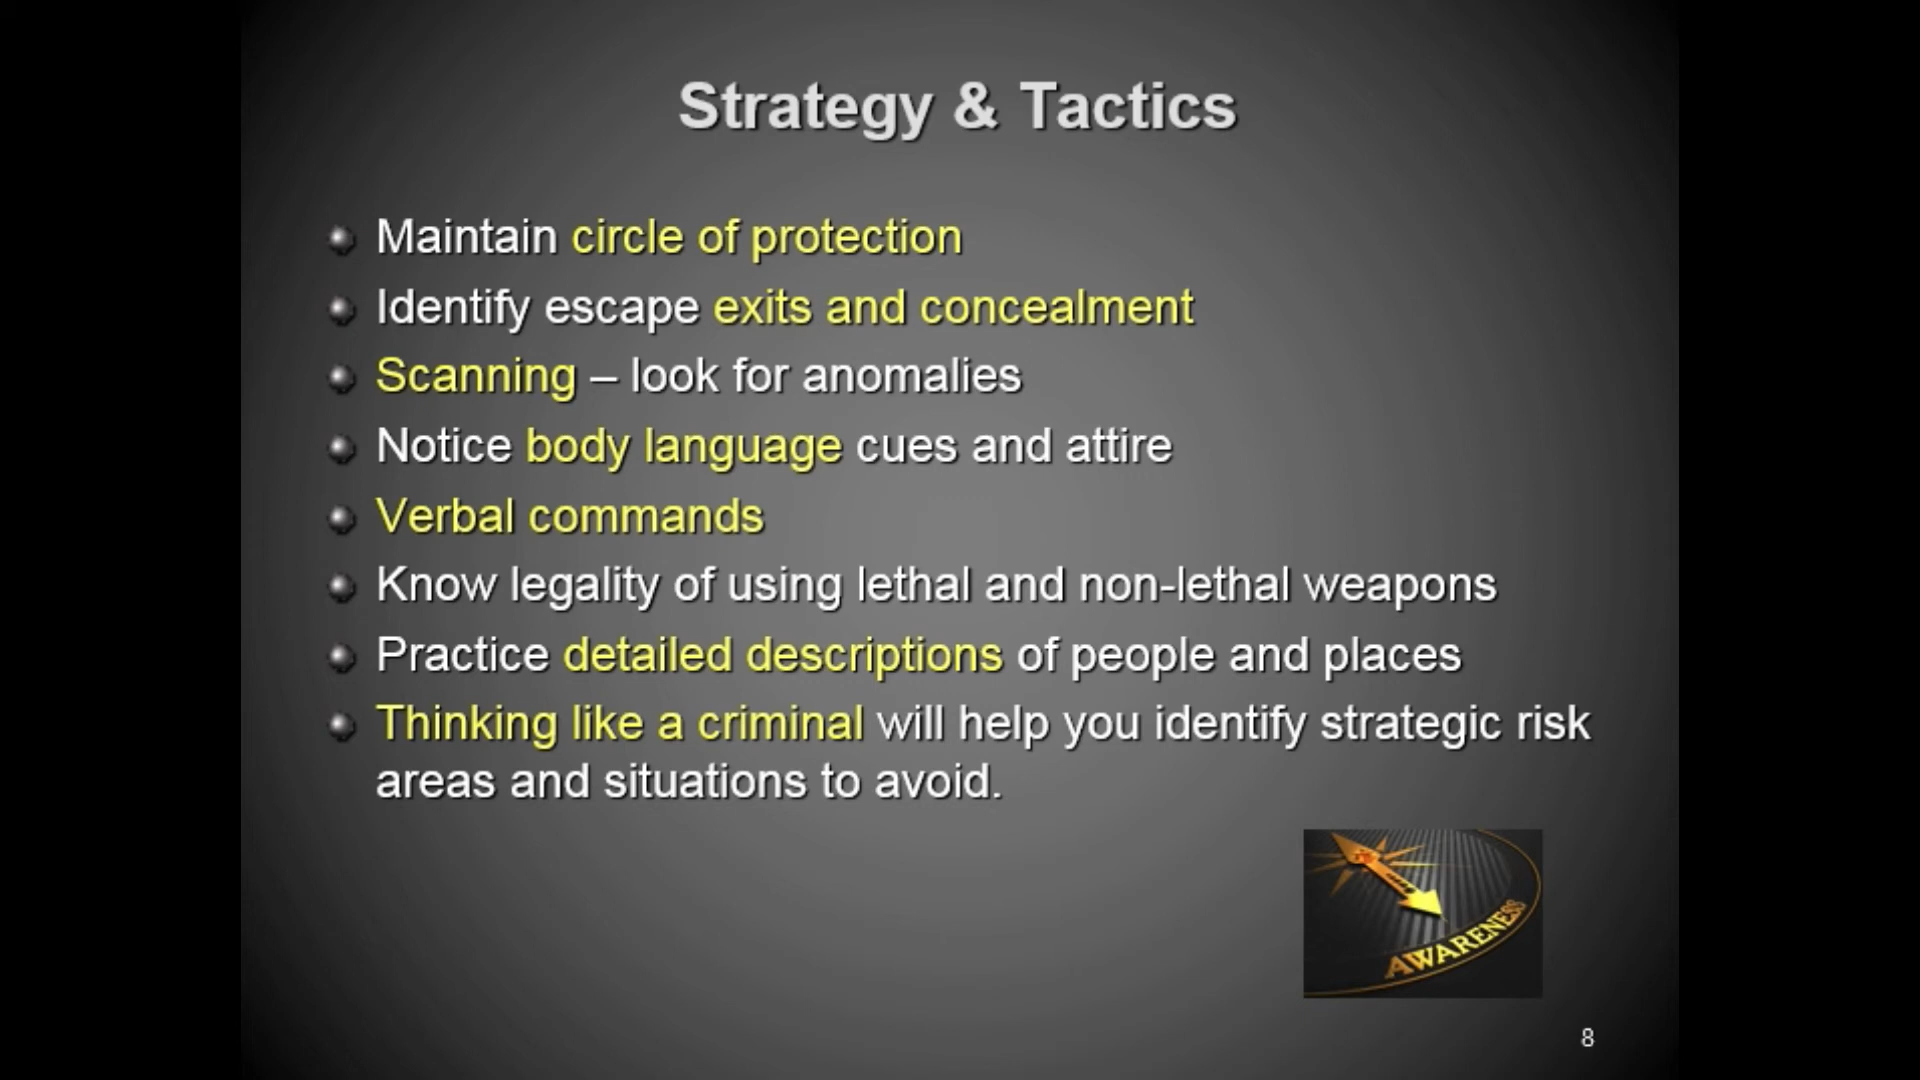 Strategy & Tactics
Maintain circle of protection
Identify escape exits and concealment
Scanning – look for anomalies
Notice body language cues and attire
Verbal commands
Know legality of using lethal and non-lethal weapons
Practice detailed descriptions of people and places
Thinking like a criminal will help you identify strategic risk
areas and situations to avoid.
AWARENESS
8